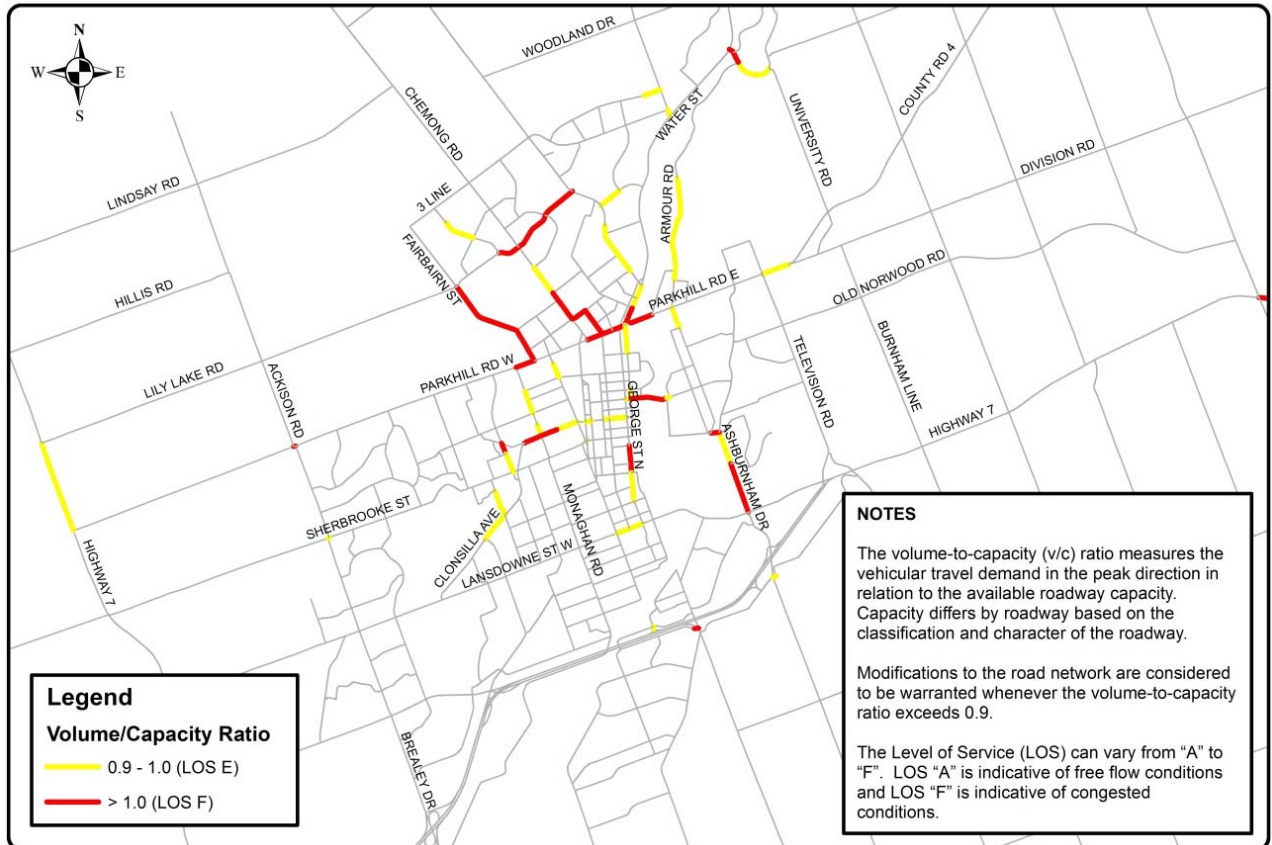 N
W
E
S
WOODLAND DR
CHEMONG RD
WATER ST
COUNTY RD 4
UNIVERSITY RD
DIVISION RD
LINDSAY RD
3 LINE
ARMOUR RD
FAIRBAIRN ST
HILLIS RD
PARKHILL RD E
OLD NORWOOD RD
LILY LAKE RD
ACKISON RD
PARKHILL RD W
GEORGE ST N
TELEVISION RD
BURNHAM LINE
HIGHWAY 7
ASHBURNHAM DR
SHERBROOKE ST
CLONSILLA AVE
MONAGHAN RD
LANSDOWNE ST W
HIGHWAY 7
BREALEY DR
Legend
Volume/Capacity Ratio
0.9 - 1.0 (LOS E)
> 1.0 (LOS F)
NOTES
The volume-to-capacity (v/c) ratio measures the
vehicular travel demand in the peak direction in
relation to the available roadway capacity.
Capacity differs by roadway based on the
classification and character of the roadway.
Modifications to the road network are considered
to be warranted whenever the volume-to-capacity
ratio exceeds 0.9.
The Level of Service (LOS) can vary from “A” to
“F”. LOS “A” is indicative of free flow conditions
and LOS “F” is indicative of congested
conditions.